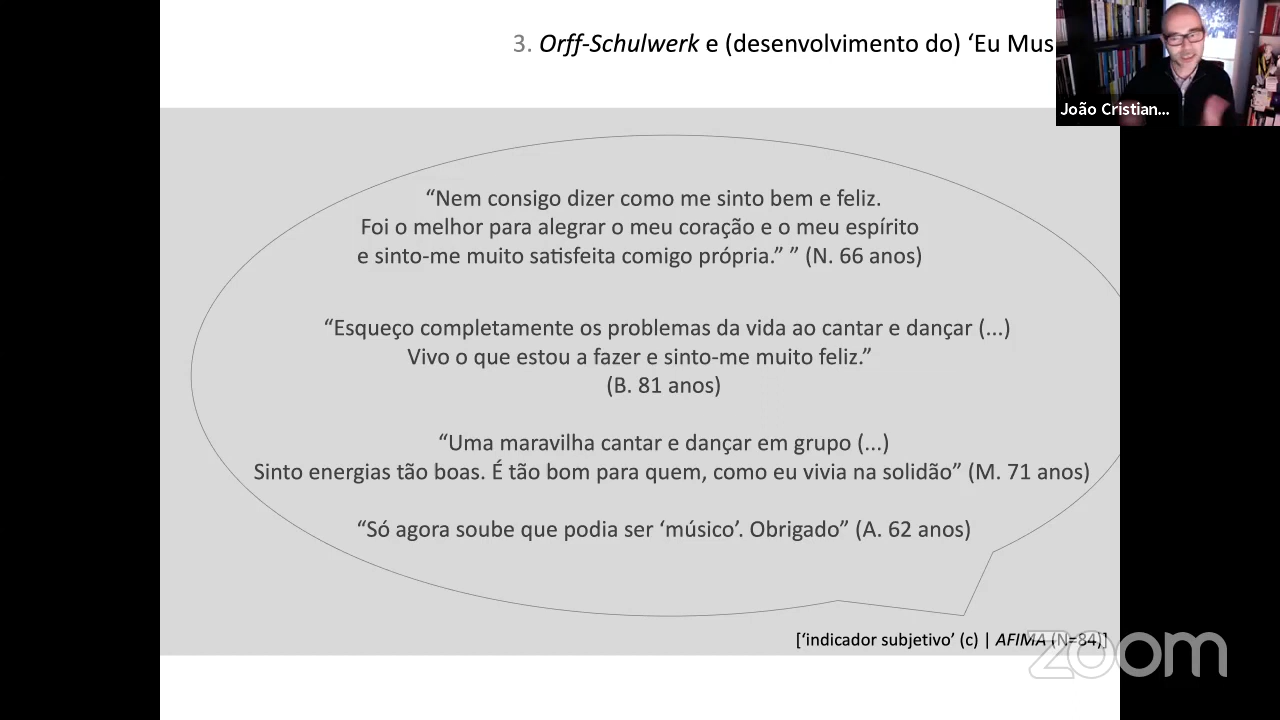 3. Orff-Schulwerk e (desenvolvimento do) ‘Eu Mus
João Cristian...
“Nem consigo dizer como me sinto bem e feliz.
Foi o melhor para alegrar o meu coração e o meu espírito
e sinto-me muito satisfeita comigo própria.” ” (N. 66 anos)
“Esqueço completamente os problemas da vida ao cantar e dançar (...)
Vivo o que estou a fazer e sinto-me muito feliz.”
(B. 81 anos)
“Uma maravilha cantar e dançar em grupo (...)
Sinto energias tão boas. É tão bom para quem, como eu vivia na solidão” (M. 71 anos)
“Só agora soube que podia ser ‘músico’. Obrigado” (A. 62 anos)
[‘indicador subjetivo’ (c) | AFIMA (N=84)]
zoom